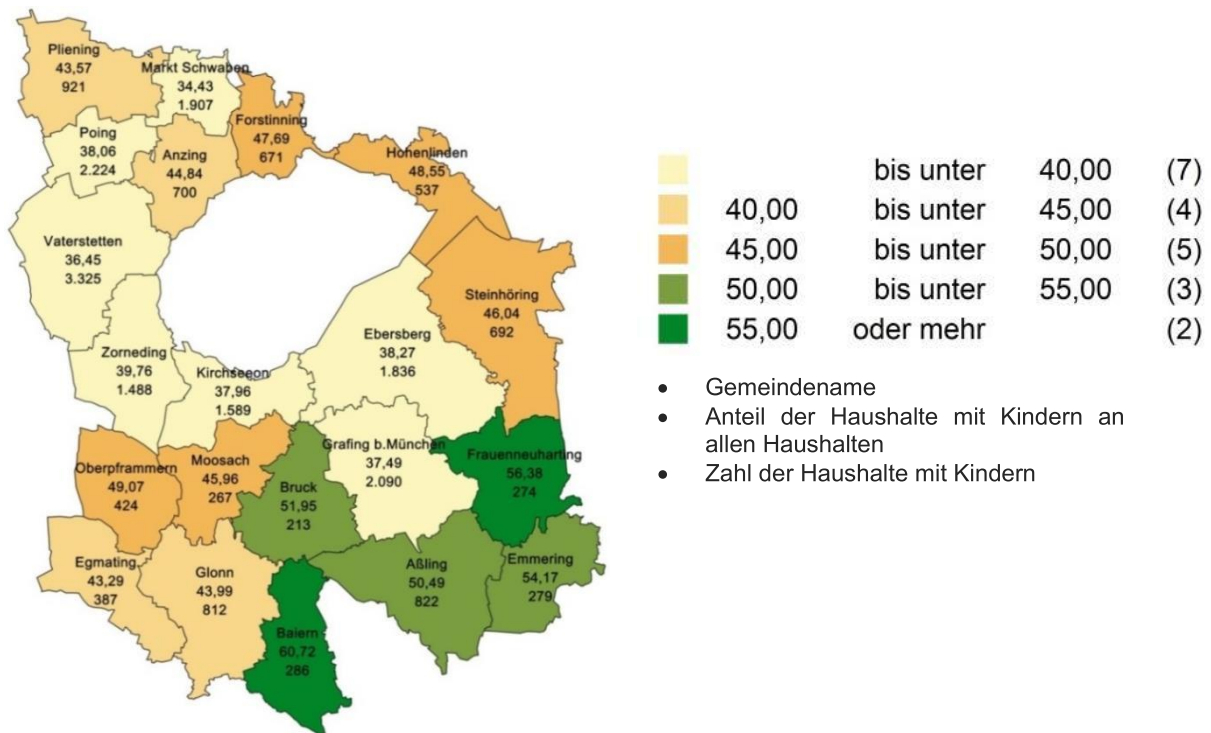 Pliening
43,57
921
Markt Schwaben
34,43
1.907
Forstinning
47,69
671
Poing
38,06
2.224
Anzing
44,84
700
Hohenlinden
48,55
537
Vaterstetten
36,45
3.325
Steinhöring
46,04
692
Ebersberg
38,27
1.836
Zorneding
39,76
1.488
Kirchseeon
37,96
1.589
Grafing b.München
37,49
2.090
Frauenneuharting
56,38
274
Oberpframmern
49,07
424
Moosach
45,96
267
Bruck
51,95
213
Egmating
43,29
387
Glonn
43,99
812
Aßling
50,49
822
Emmering
54,17
279
Baiern
60,72
286
bis unter 40,00 (7)
40,00 bis unter 45,00 (4)
45,00 bis unter 50,00 (5)
50,00 bis unter 55,00 (3)
55,00 oder mehr (2)
• Gemeindename
• Anteil der Haushalte mit Kindern an
allen Haushalten
• Zahl der Haushalte mit Kindern